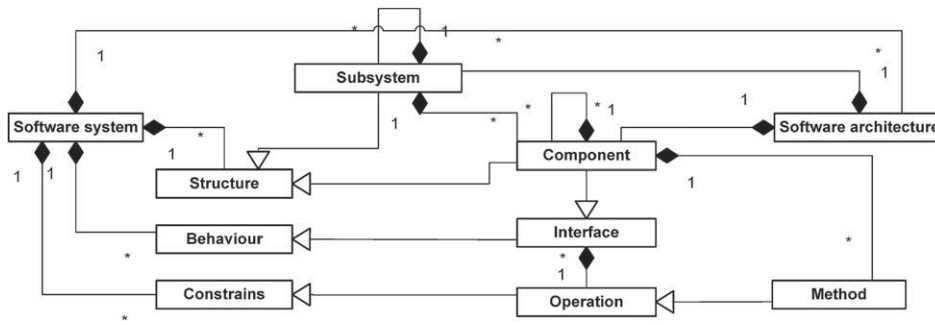 * 1
1 * *
Subsystem 1
* * 1 1
Software system * 1 * Component Software architecture
1 1 1 Structure 1
Behaviour Interface
* * *
1
Constrains Operation Method
*